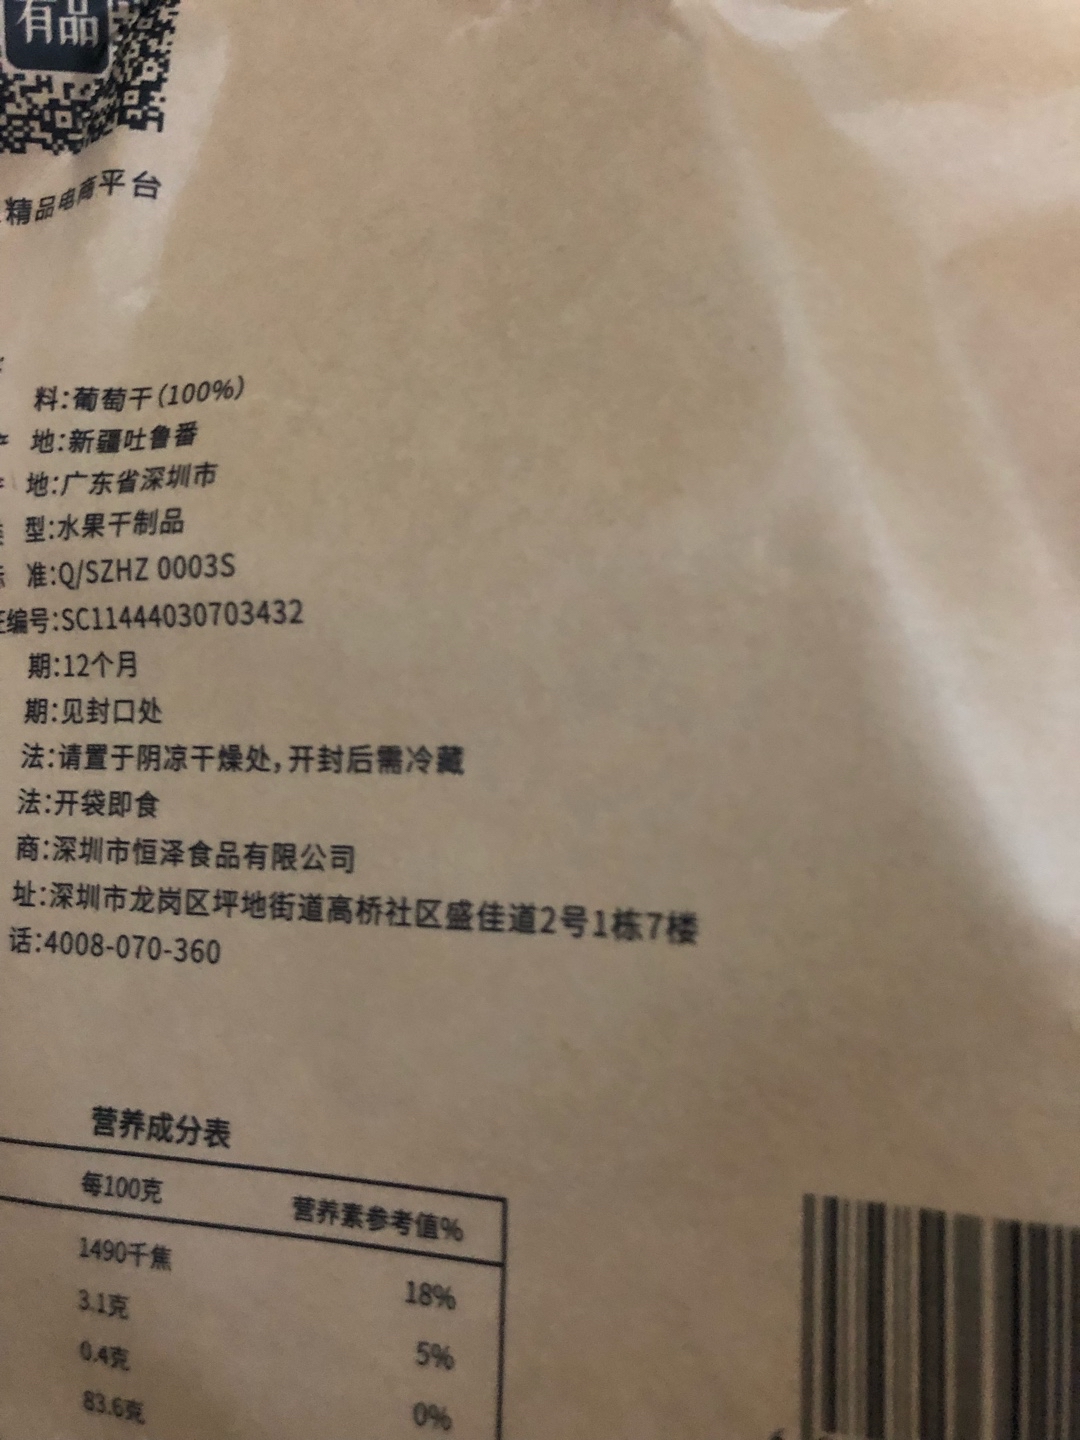 有品
精品电商平台
料:葡萄干(100%)
地:新疆吐鲁番
地:广东省深圳市
型:水果干制品
准:Q/SZHZ 0003S
编号:SC11444030703432
期:12个月
期:见封口处
法:请置于阴凉干燥处,开封后需冷藏
法:开袋即食
商:深圳市恒泽食品有限公司
址:深圳市龙岗区坪地街道高桥社区盛佳道2号1栋7楼
话:4008-070-360
营养成分表
每100克 营养素参考值%
1490千焦 18%
3.1克 5%
0.4克 0%
83.6克